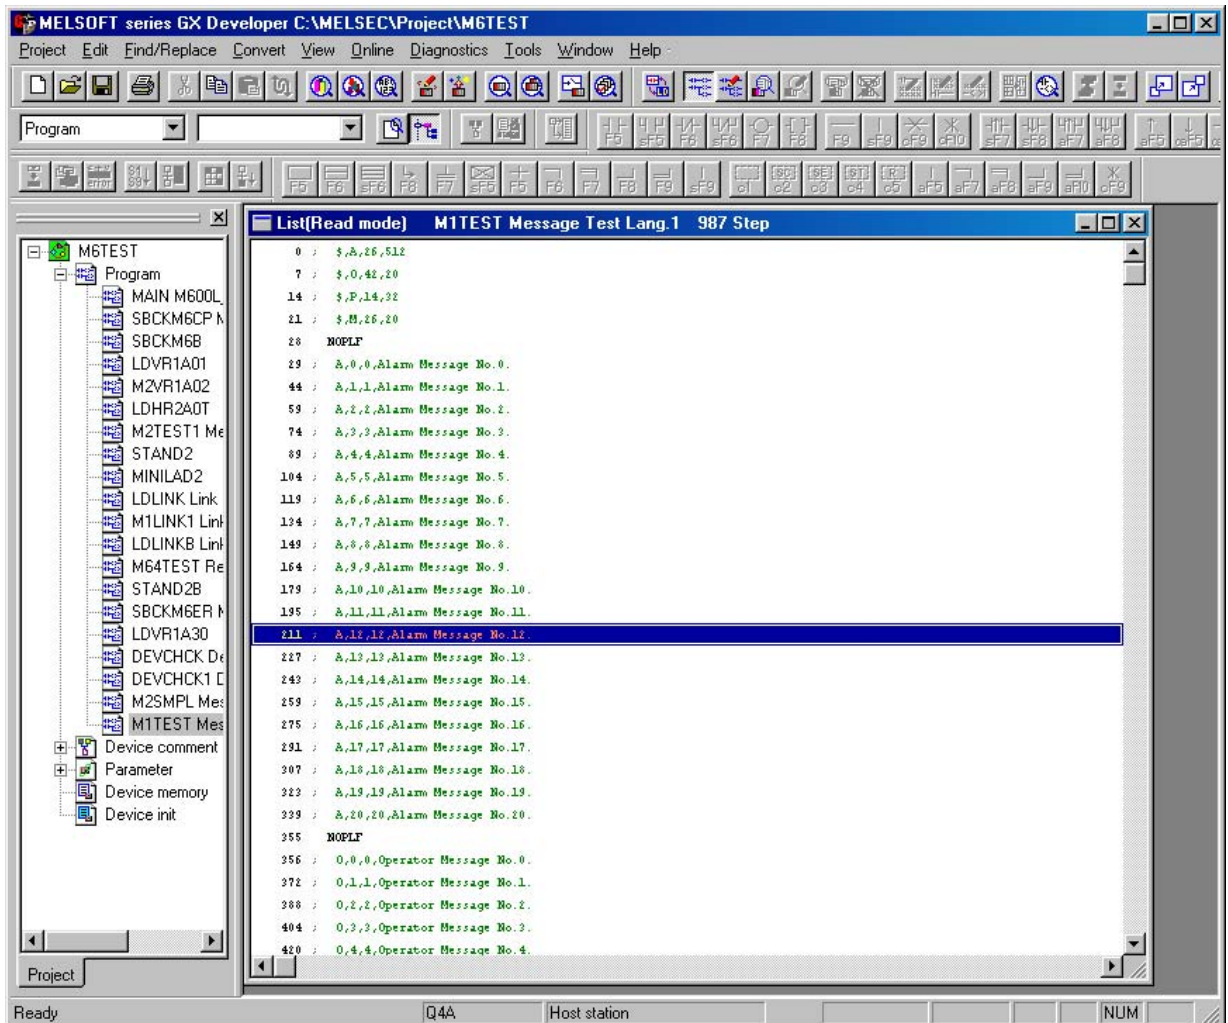 MELSOFT series GX Developer C:\MELSEC\Project\M6TEST
Project Edit Find/Replace Convert View Online Diagnostics Tools Window Help
Program
List(Read mode) M1TEST Message Test Lang.1 987 Step
M6TEST
Program
MAIN M600L_
SBCKM6CP M
SBCKM6B
LDVR1A01
M2VR1A02
LDHR2A0T
M2TEST1 Me
STAND2
MINILAD2
LDLINK Link
M1LINK1 Link
LDLINKB Link
M64TEST Re
STAND2B
SBCKM6ER M
LDVR1A30
DEVCHCK De
DEVCHCK1 D
M2SMPL Mes
M1TEST Mes
Device comment
Parameter
Device memory
Device init
Project
0 ; $,A,26,512
7 ; $,O,42,20
14 ; $,P,14,32
21 ; $,M,26,20
28 NOPLF
29 ; A,0,0,Alarm Message No.0.
44 ; A,1,1,Alarm Message No.1.
59 ; A,2,2,Alarm Message No.2.
74 ; A,3,3,Alarm Message No.3.
89 ; A,4,4,Alarm Message No.4.
104 ; A,5,5,Alarm Message No.5.
119 ; A,6,6,Alarm Message No.6.
134 ; A,7,7,Alarm Message No.7.
149 ; A,8,8,Alarm Message No.8.
164 ; A,9,9,Alarm Message No.9.
179 ; A,10,10,Alarm Message No.10.
195 ; A,11,11,Alarm Message No.11.
211 ; A,12,12,Alarm Message No.12.
227 ; A,13,13,Alarm Message No.13.
243 ; A,14,14,Alarm Message No.14.
259 ; A,15,15,Alarm Message No.15.
275 ; A,16,16,Alarm Message No.16.
291 ; A,17,17,Alarm Message No.17.
307 ; A,18,18,Alarm Message No.18.
323 ; A,19,19,Alarm Message No.19.
339 ; A,20,20,Alarm Message No.20.
355 NOPLF
356 ; O,0,0,Operator Message No.0.
372 ; O,1,1,Operator Message No.1.
388 ; O,2,2,Operator Message No.2.
404 ; O,3,3,Operator Message No.3.
420 ; O,4,4,Operator Message No.4.
Ready Q4A Host station NUM